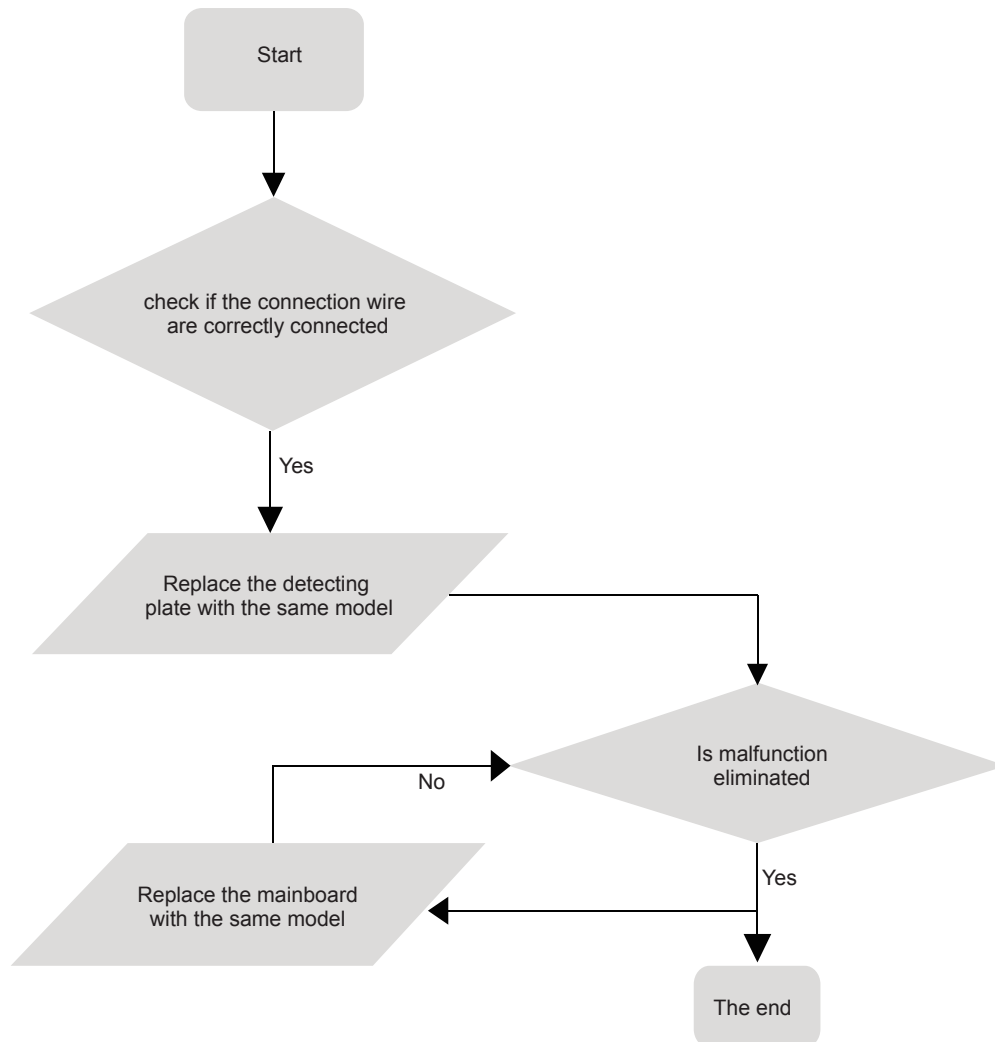 Start
check if the connection wire
are correctly connected
Yes
Replace the detecting
plate with the same model
Is malfunction
eliminated
No
Yes
Replace the mainboard
with the same model
The end